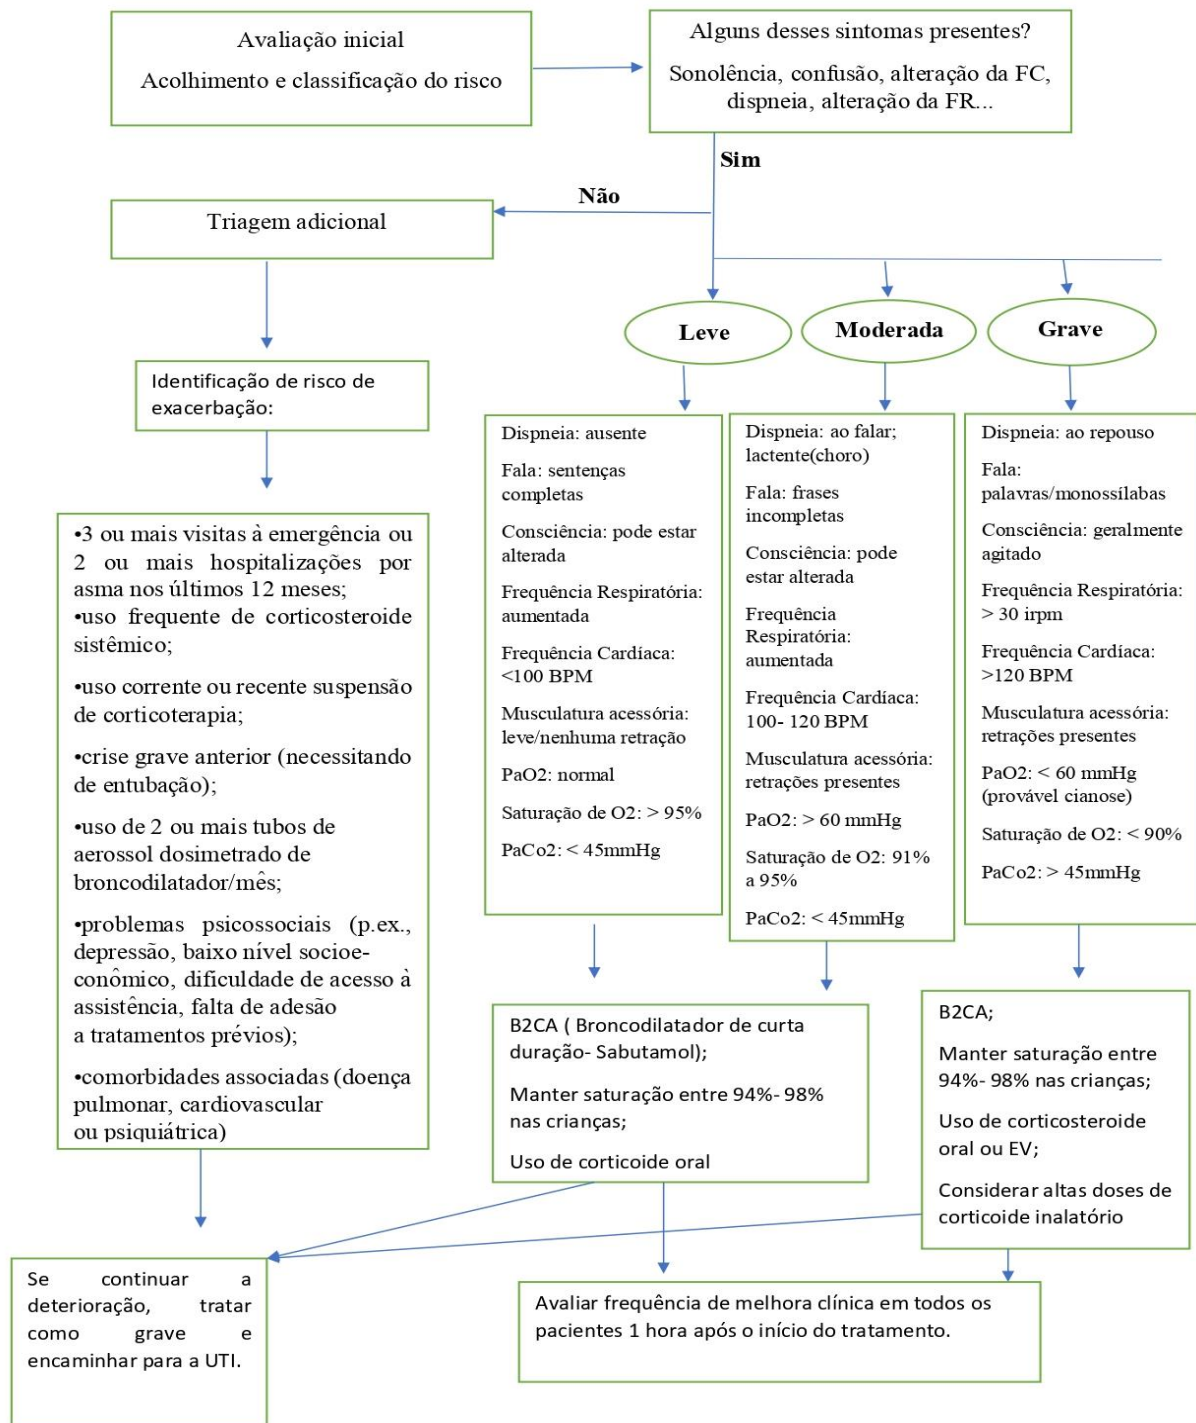 Avaliação inicial
Acolhimento e classificação do risco
Alguns desses sintomas presentes?
Sonolência, confusão, alteração da FC,
dispneia, alteração da FR...
Sim
Não
Triagem adicional
Leve
Moderada
Grave
Identificação de risco de
exacerbação:
•3 ou mais visitas à emergência ou
2 ou mais hospitalizações por
asma nos últimos 12 meses;
•uso frequente de corticosteroide
sistêmico;
•uso corrente ou recente suspensão
de corticoterapia;
•crise grave anterior (necessitando
de entubação);
•uso de 2 ou mais tubos de
aerossol dosimetrado de
broncodilatador/mês;
•problemas psicossociais (p.ex.,
depressão, baixo nível socioe-
conômico, dificuldade de acesso à
assistência, falta de adesão
a tratamentos prévios);
•comorbidades associadas (doença
pulmonar, cardiovascular
ou psiquiátrica)
Dispneia: ausente
Fala: sentenças
completas
Consciência: pode estar
alterada
Frequência Respiratória:
aumentada
Frequência Cardíaca:
<100 BPM
Musculatura acessória:
leve/nenhuma retração
PaO2: normal
Saturação de O2: > 95%
PaCo2: < 45mmHg
Dispneia: ao falar;
lactente(choro)
Fala: frases
incompletas
Consciência: pode
estar alterada
Frequência
Respiratória:
aumentada
Frequência Cardíaca:
100- 120 BPM
Musculatura acessória:
retrações presentes
PaO2: > 60 mmHg
Saturação de O2: 91%
a 95%
PaCo2: < 45mmHg
Dispneia: ao repouso
Fala:
palavras/monossílabas
Consciência: geralmente
agitado
Frequência Respiratória:
> 30 irpm
Frequência Cardíaca:
>120 BPM
Musculatura acessória:
retrações presentes
PaO2: < 60 mmHg
(provável cianose)
Saturação de O2: < 90%
PaCo2: > 45mmHg
B2CA ( Broncodilatador de curta
duração- Sabutamol);
Manter saturação entre 94%- 98%
nas crianças;
Uso de corticoide oral
B2CA;
Manter saturação entre
94%- 98% nas crianças;
Uso de corticosteroide
oral ou EV;
Considerar altas doses de
corticoide inalatório
Se continuar a
deterioração, tratar
como grave e
encaminhar para a UTI.
Avaliar frequência de melhora clínica em todos os
pacientes 1 hora após o início do tratamento.